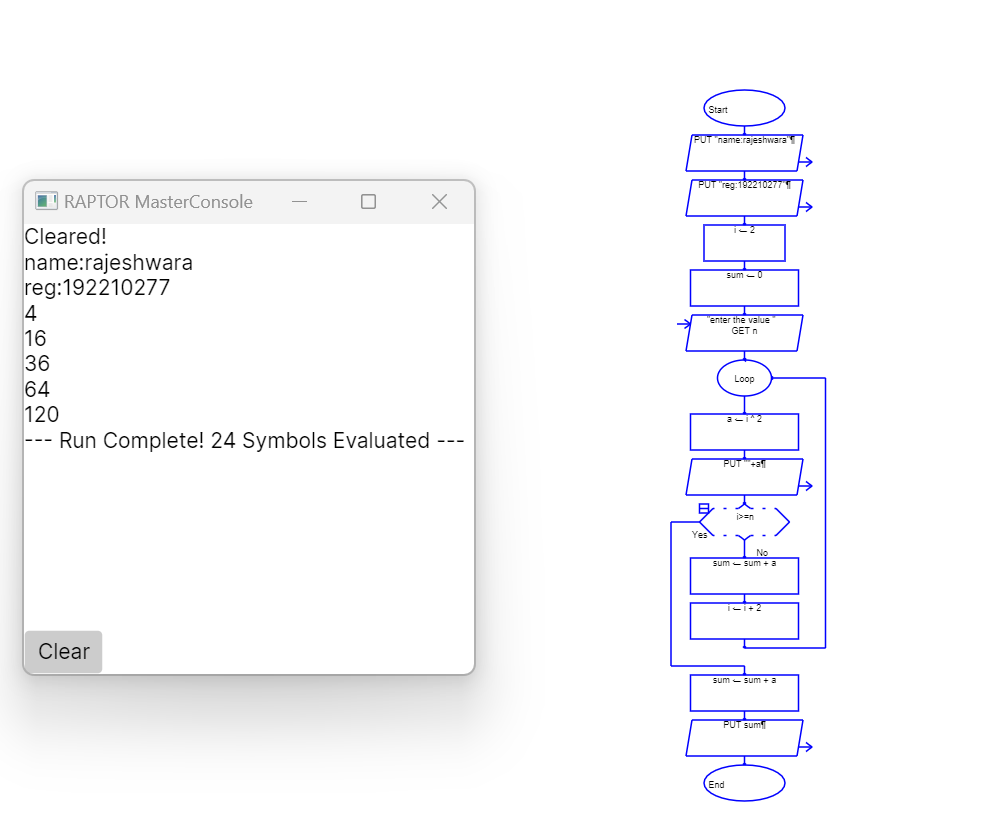 RAPTOR MasterConsole
Cleared!
name:rajeshwara
reg:192210277
4
16
36
64
120
--- Run Complete! 24 Symbols Evaluated ---
Clear
Start
PUT "name:rajeshwara"¶
PUT "reg:192210277"¶
i ← 2
sum ← 0
"enter the value "
GET n
Loop
a ← i ^ 2
PUT ""+a¶
i>=n
Yes
No
sum ← sum + a
i ← i + 2
sum ← sum + a
PUT sum¶
End